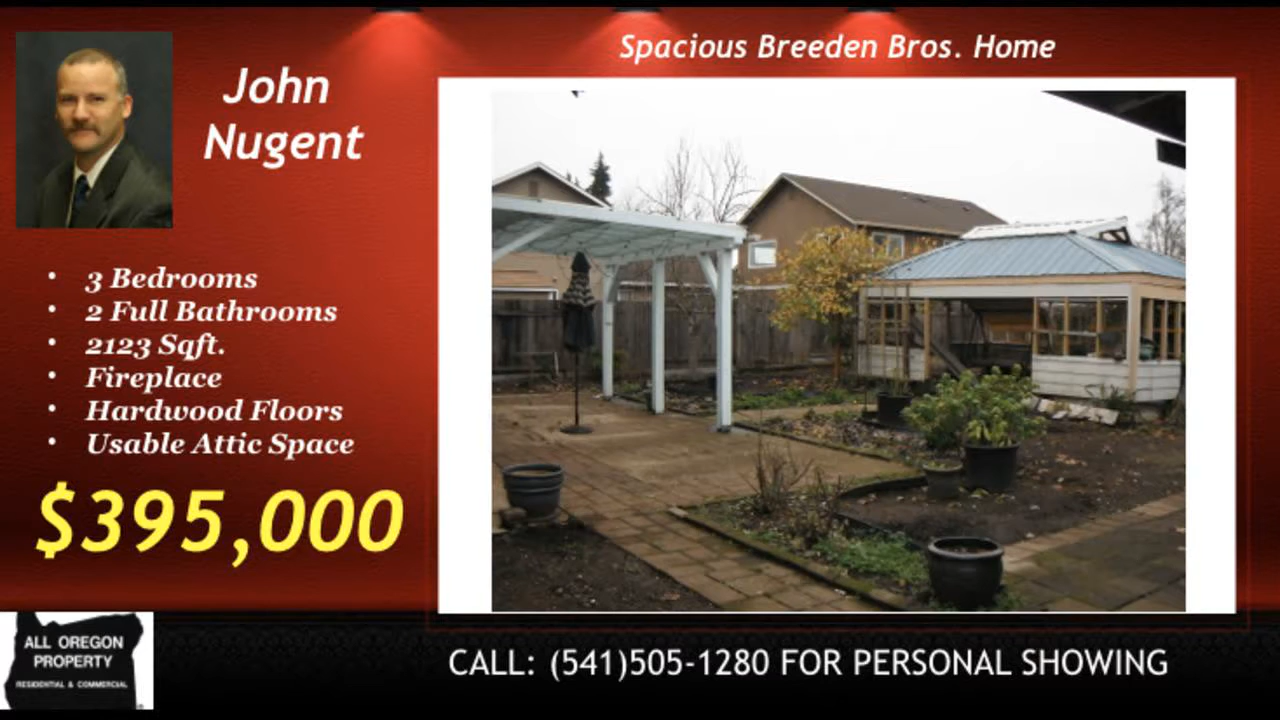 Spacious Breeden Bros. Home
John
Nugent
• 3 Bedrooms
• 2 Full Bathrooms
• 2123 Sqft.
• Fireplace
• Hardwood Floors
• Usable Attic Space
$395,000
ALL OREGON
PROPERTY
RESIDENTIAL & COMMERCIAL
CALL: (541)505-1280 FOR PERSONAL SHOWING